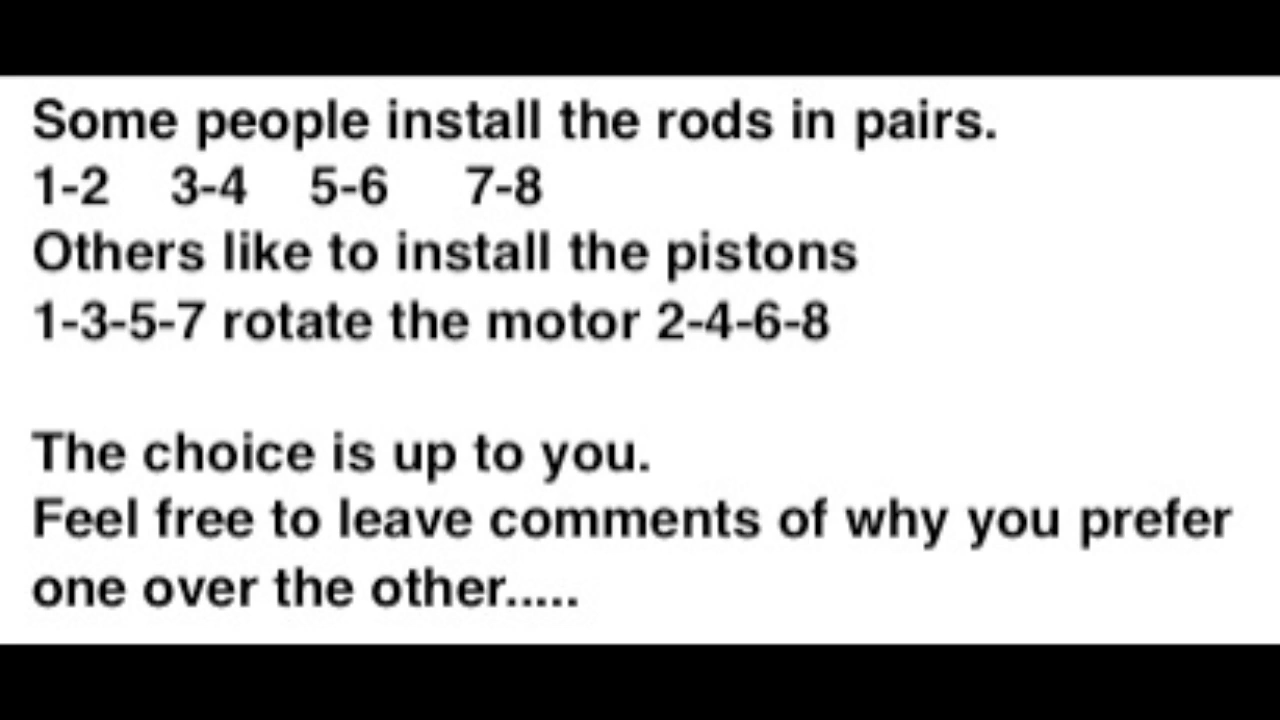 Some people install the rods in pairs.
1-2 3-4 5-6 7-8
Others like to install the pistons
1-3-5-7 rotate the motor 2-4-6-8
The choice is up to you.
Feel free to leave comments of why you prefer
one over the other.....